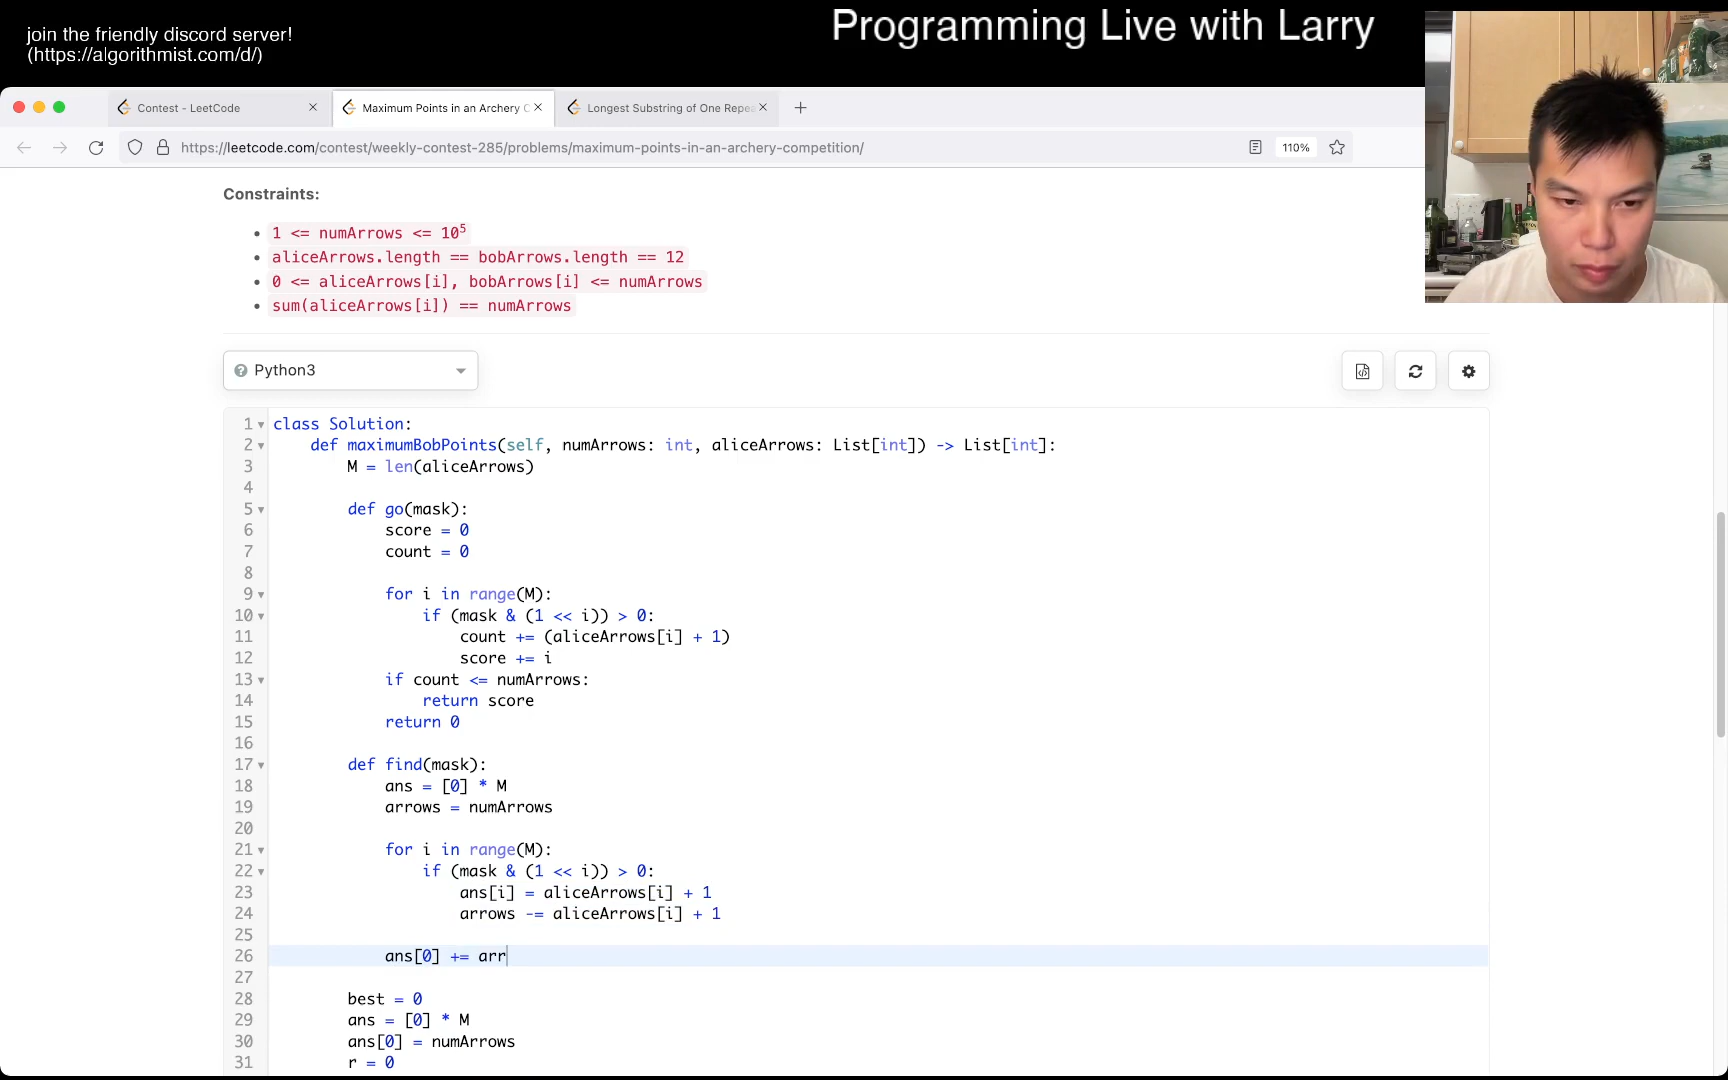 join the friendly discord server!
(https://algorithmist.com/d/)
Programming Live with Larry
Contest - LeetCode
Maximum Points in an Archery C
Longest Substring of One Repea
https://leetcode.com/contest/weekly-contest-285/problems/maximum-points-in-an-archery-competition/
110%
Constraints:
1 <= numArrows <= 10^5
aliceArrows.length == bobArrows.length == 12
0 <= aliceArrows[i], bobArrows[i] <= numArrows
sum(aliceArrows[i]) == numArrows
Python3
1 class Solution:
2     def maximumBobPoints(self, numArrows: int, aliceArrows: List[int]) -> List[int]:
3         M = len(aliceArrows)
4
5         def go(mask):
6             score = 0
7             count = 0
8
9             for i in range(M):
10                 if (mask & (1 << i)) > 0:
11                     count += (aliceArrows[i] + 1)
12                     score += i
13             if count <= numArrows:
14                 return score
15             return 0
16
17         def find(mask):
18             ans = [0] * M
19             arrows = numArrows
20
21             for i in range(M):
22                 if (mask & (1 << i)) > 0:
23                     ans[i] = aliceArrows[i] + 1
24                     arrows -= aliceArrows[i] + 1
25
26             ans[0] += arr
27
28         best = 0
29         ans = [0] * M
30         ans[0] = numArrows
31         r = 0